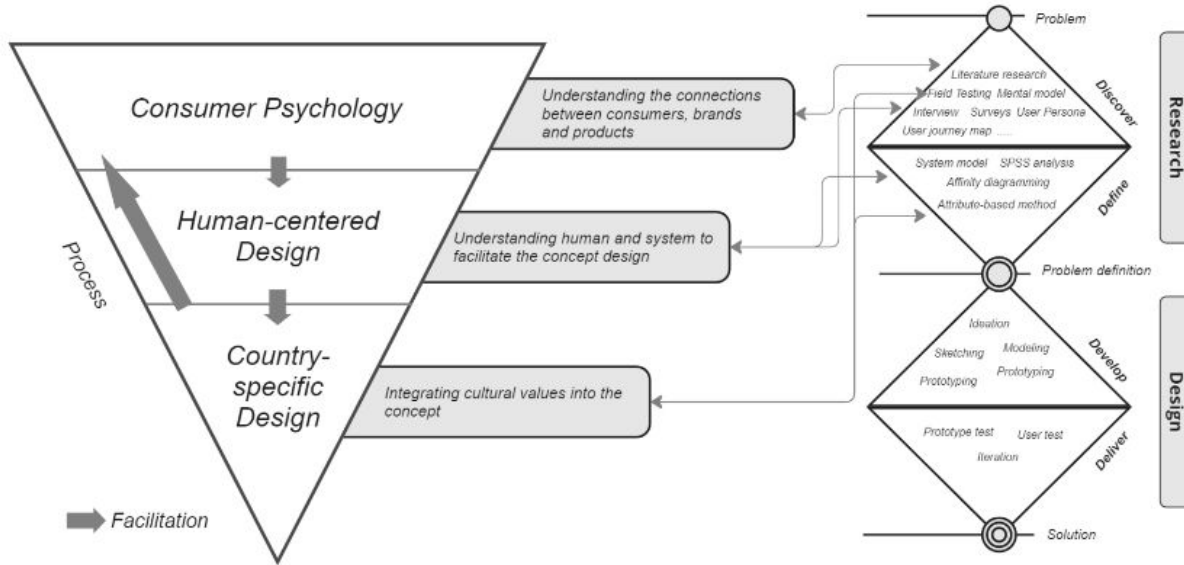 Consumer Psychology
Human-centered
Design
Country-
specific
Design
Process
Facilitation
Understanding the connections
between consumers, brands
and products
Understanding human and system to
facilitate the concept design
Integrating cultural values into the
concept
Problem
Literature research
Field Testing Mental model
Interview Surveys User Persona
User journey map ......
Discover
System model SPSS analysis
Affinity diagramming
Attribute-based method
Define
Research
Problem definition
Ideation
Sketching Modeling
Prototyping Prototyping
Develop
Prototype test User test
Iteration
Deliver
Design
Solution